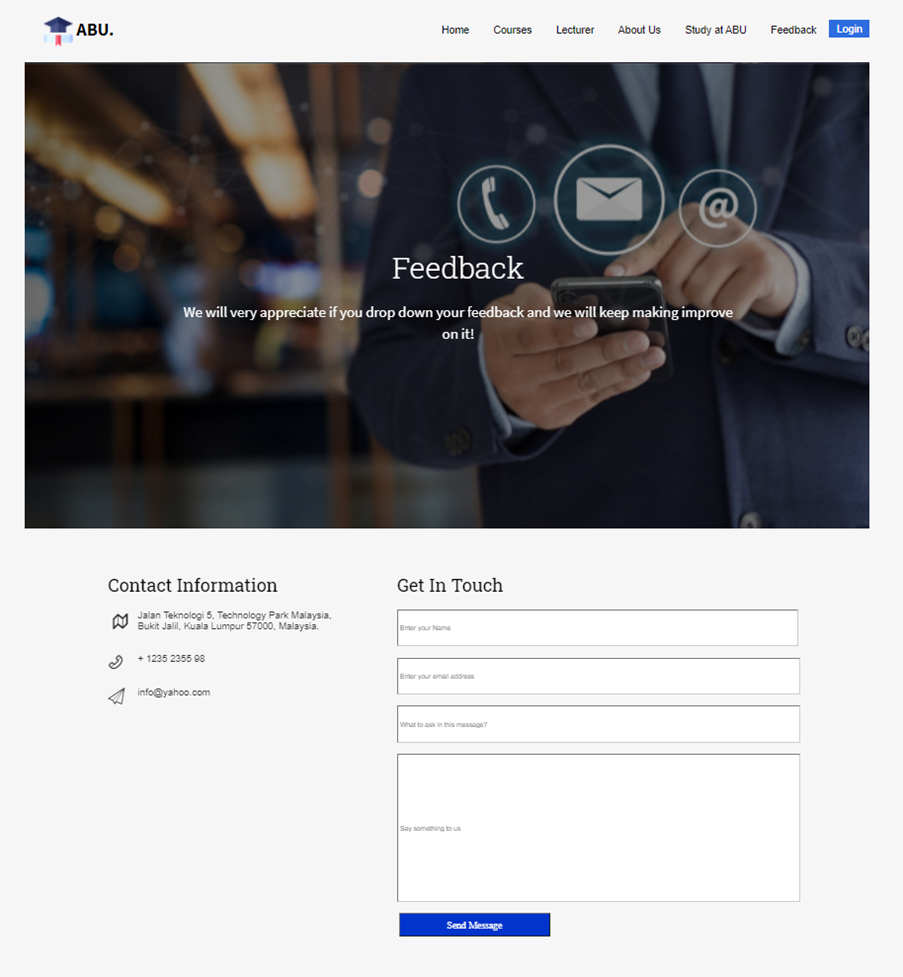 ABU.
Home Courses Lecturer About Us Study at ABU Feedback Login
@
Feedback
We will very appreciate if you drop down your feedback and we will keep making improve
on it!
Contact Information
Jalan Teknologi 5, Technology Park Malaysia,
Bukit Jalil, Kuala Lumpur 57000, Malaysia.
+ 1235 2355 98
info@yahoo.com
Get In Touch
Enter your Name
Enter your email address
What to ask in this message?
Say something to us
Send Message